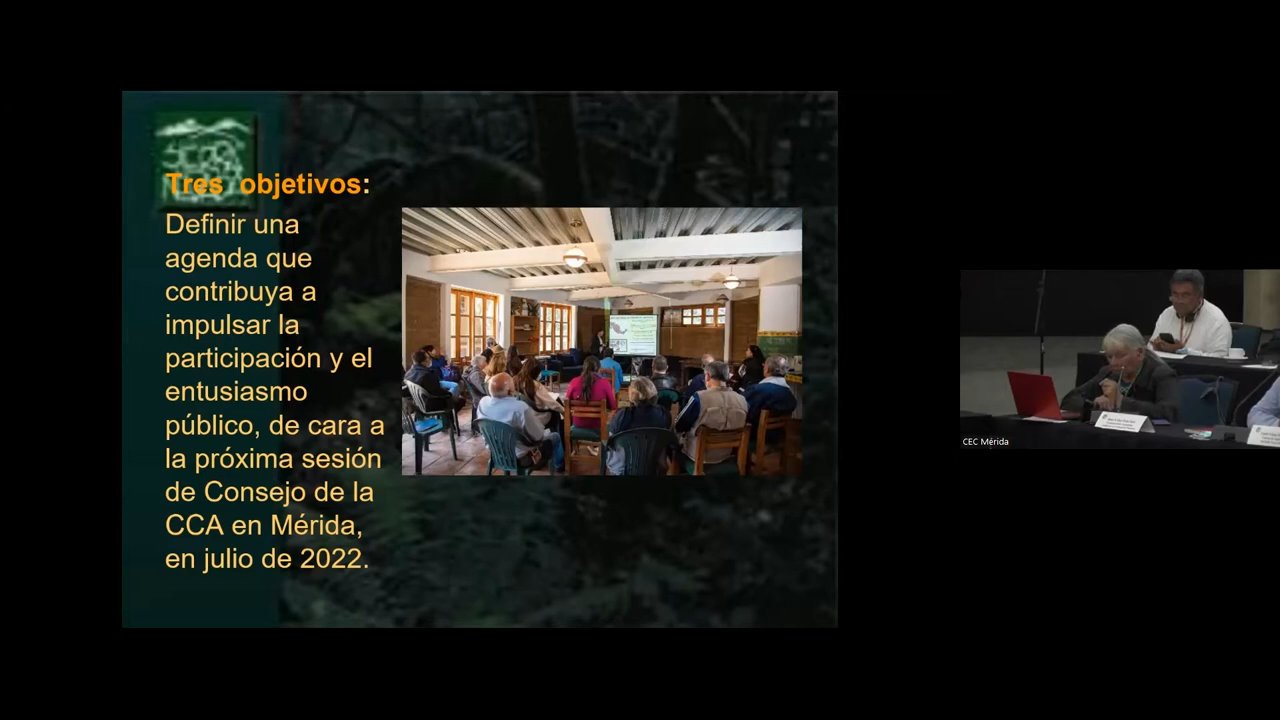 Tres objetivos:
Definir una
agenda que
contribuya a
impulsar la
participación y el
entusiasmo
público, de cara a
la próxima sesión
de Consejo de la
CCA en Mérida,
en julio de 2022.
CEC Mérida